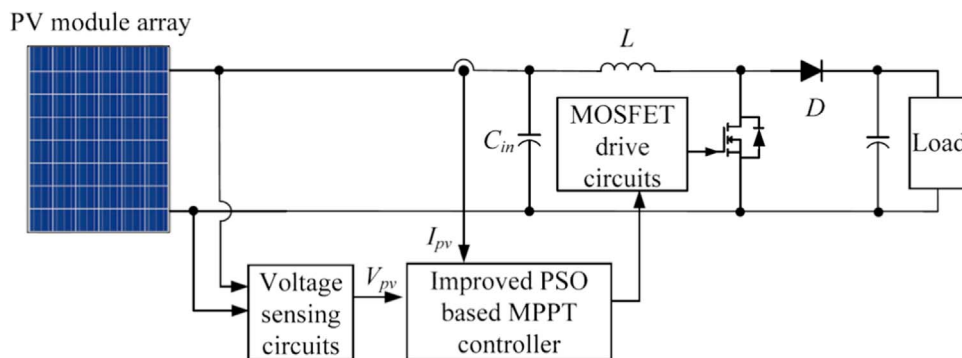 PV module array
L
D
C_in
MOSFET
drive
circuits
Load
I_pv
V_pv
Voltage
sensing
circuits
Improved PSO
based MPPT
controller